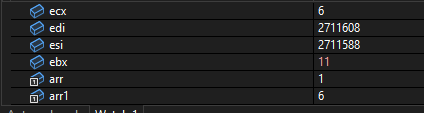 ecx 6
edi 2711608
esi 2711588
ebx 11
arr 1
arr1 6